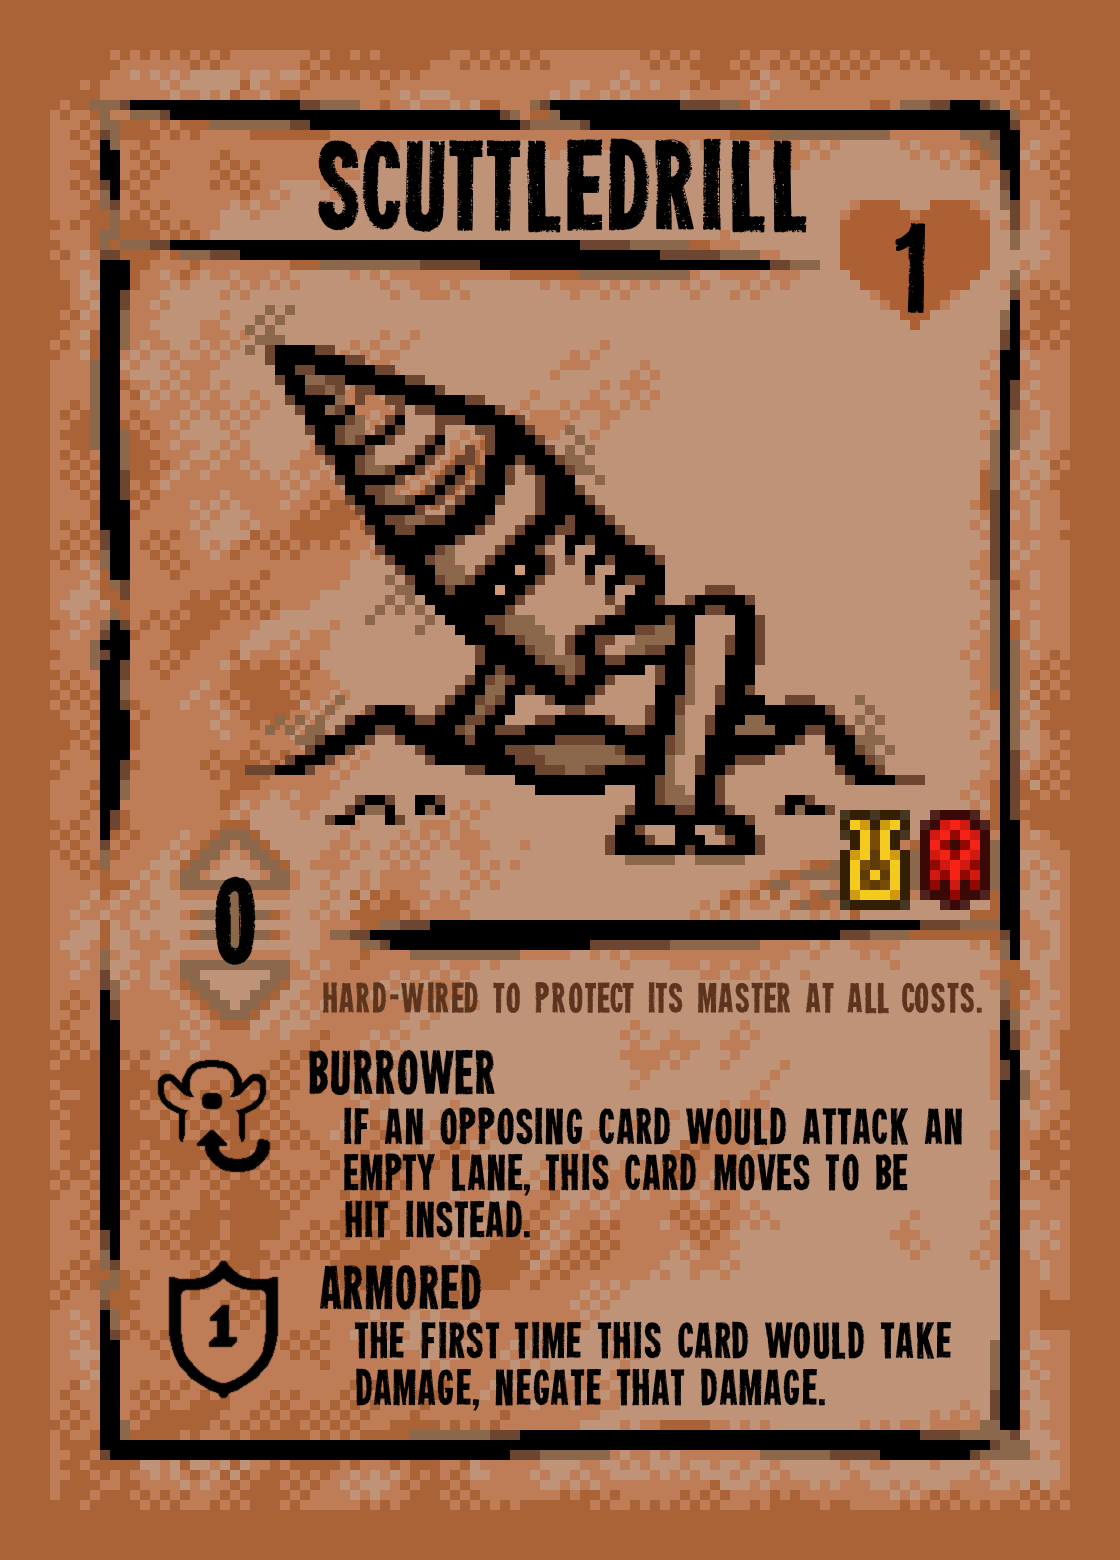 SCUTTLEDRILL
1
0
HARD-WIRED TO PROTECT ITS MASTER AT ALL COSTS.
BURROWER
IF AN OPPOSING CARD WOULD ATTACK AN
EMPTY LANE, THIS CARD MOVES TO BE
HIT INSTEAD.
1
ARMORED
THE FIRST TIME THIS CARD WOULD TAKE
DAMAGE, NEGATE THAT DAMAGE.